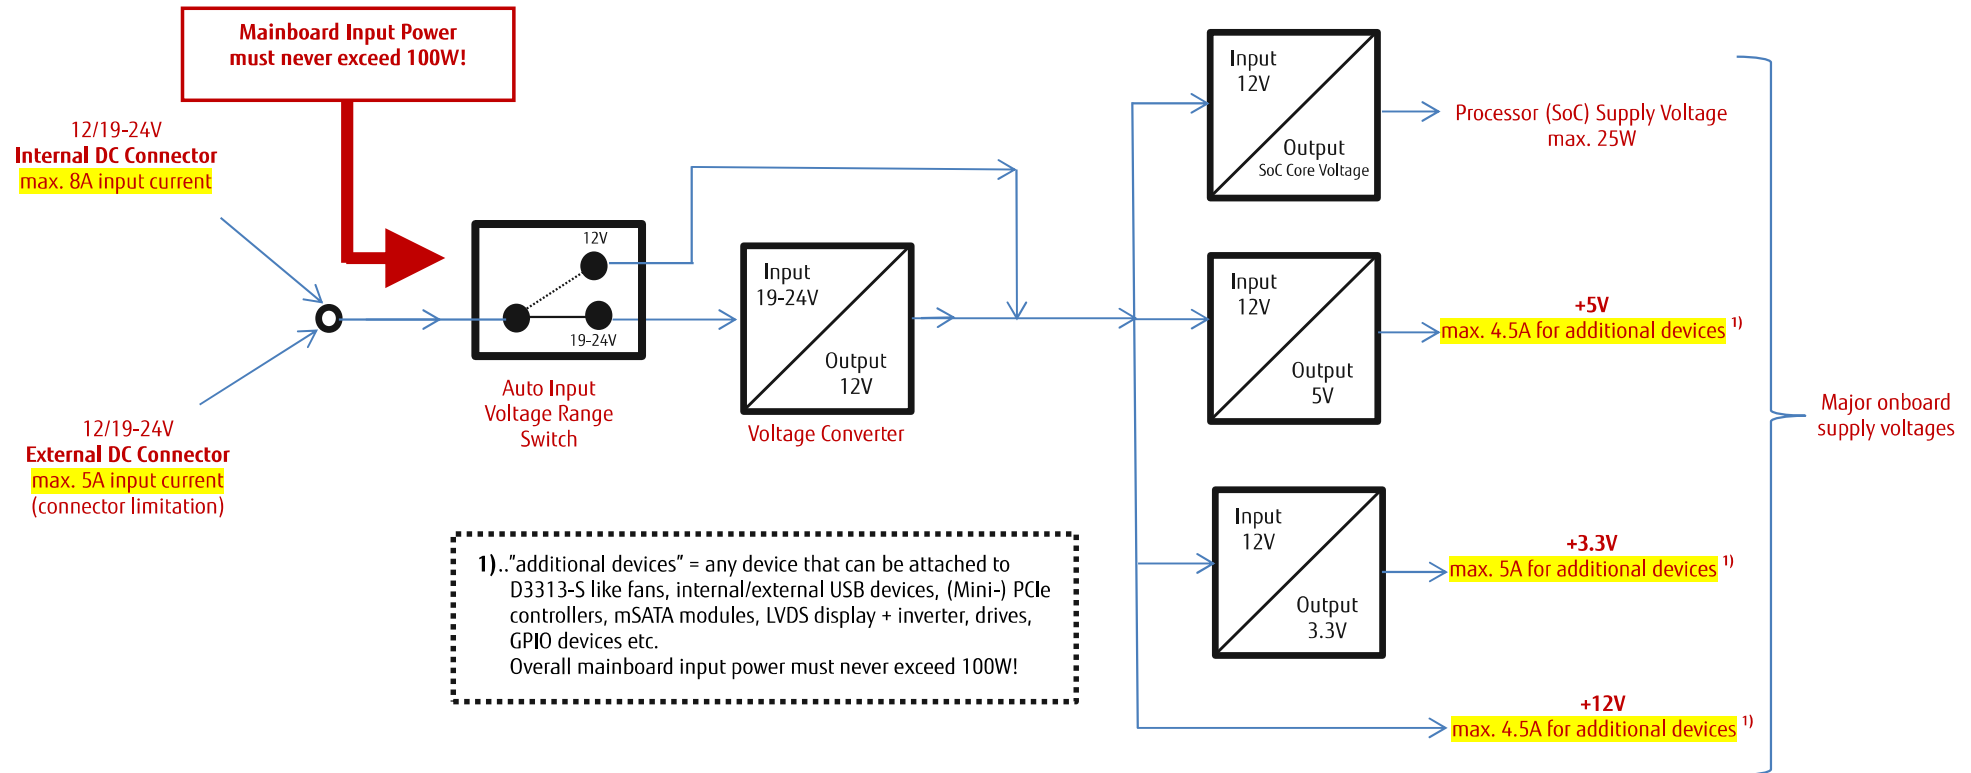 Mainboard Input Power
must never exceed 100W!
12/19-24V
Internal DC Connector
max. 8A input current
12/19-24V
External DC Connector
max. 5A input current
(connector limitation)
12V
19-24V
Auto Input
Voltage Range
Switch
Input
19-24V
Output
12V
Voltage Converter
Input
12V
Output
SoC Core Voltage
Processor (SoC) Supply Voltage
max. 25W
Input
12V
Output
5V
+5V
max. 4.5A for additional devices 1)
Input
12V
Output
3.3V
+3.3V
max. 5A for additional devices 1)
+12V
max. 4.5A for additional devices 1)
Major onboard
supply voltages
1)..”additional devices” = any device that can be attached to
D3313-S like fans, internal/external USB devices, (Mini-) PCIe
controllers, mSATA modules, LVDS display + inverter, drives,
GPIO devices etc.
Overall mainboard input power must never exceed 100W!